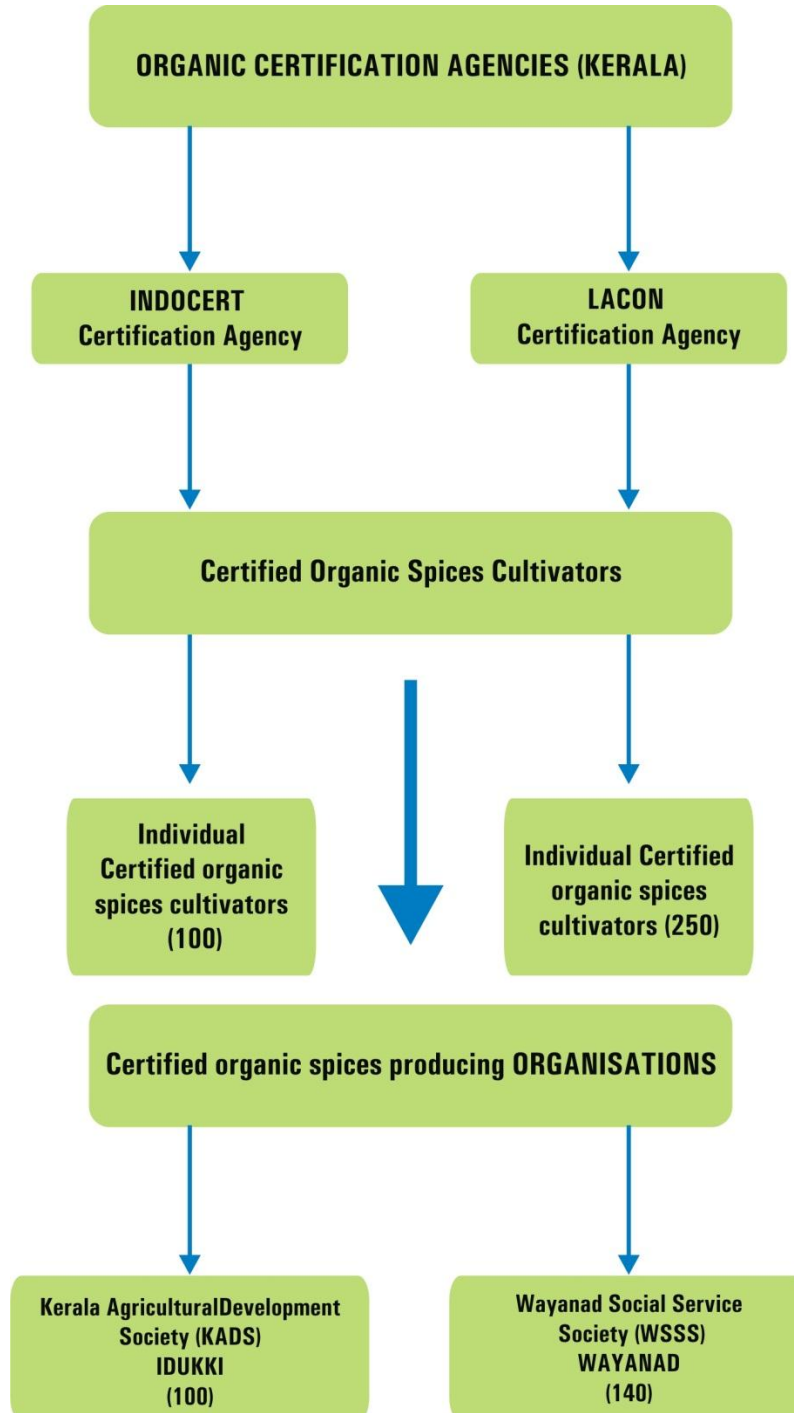 ORGANIC CERTIFICATION AGENCIES (KERALA)
INDOCERT
Certification Agency
LACON
Certification Agency
Certified Organic Spices Cultivators
Individual
Certified organic
spices cultivators
(100)
Individual Certified
organic spices
cultivators (250)
Certified organic spices producing ORGANISATIONS
Kerala AgriculturalDevelopment
Society (KADS)
IDUKKI
(100)
Wayanad Social Service
Society (WSSS)
WAYANAD
(140)